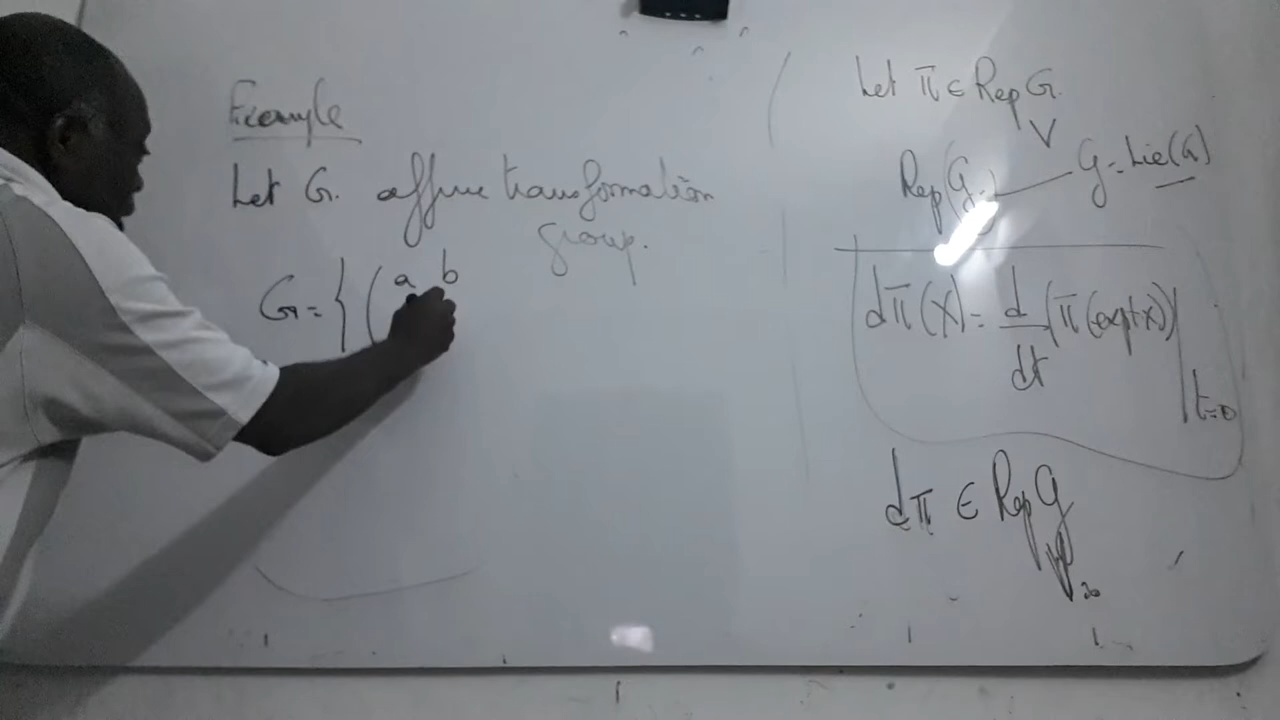 Example
Let G. affine transformation
group.
G = { ( a b
Let π ∈ Rep G.
V
Rep(G) G = Lie(G)
dπ(X) = d/dt (π(exp tX)) | t=0
dπ ∈ Rep G
V∞